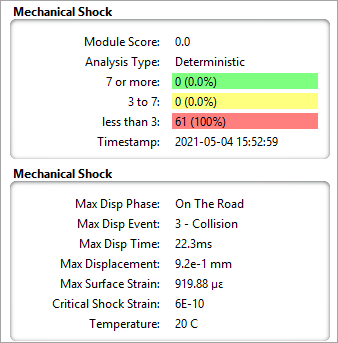 Mechanical Shock
Module Score: 0.0
Analysis Type: Deterministic
7 or more: 0 (0.0%)
3 to 7: 0 (0.0%)
less than 3: 61 (100%)
Timestamp: 2021-05-04 15:52:59
Mechanical Shock
Max Disp Phase: On The Road
Max Disp Event: 3 - Collision
Max Disp Time: 22.3ms
Max Displacement: 9.2e-1 mm
Max Surface Strain: 919.88 µε
Critical Shock Strain: 6E-10
Temperature: 20 C